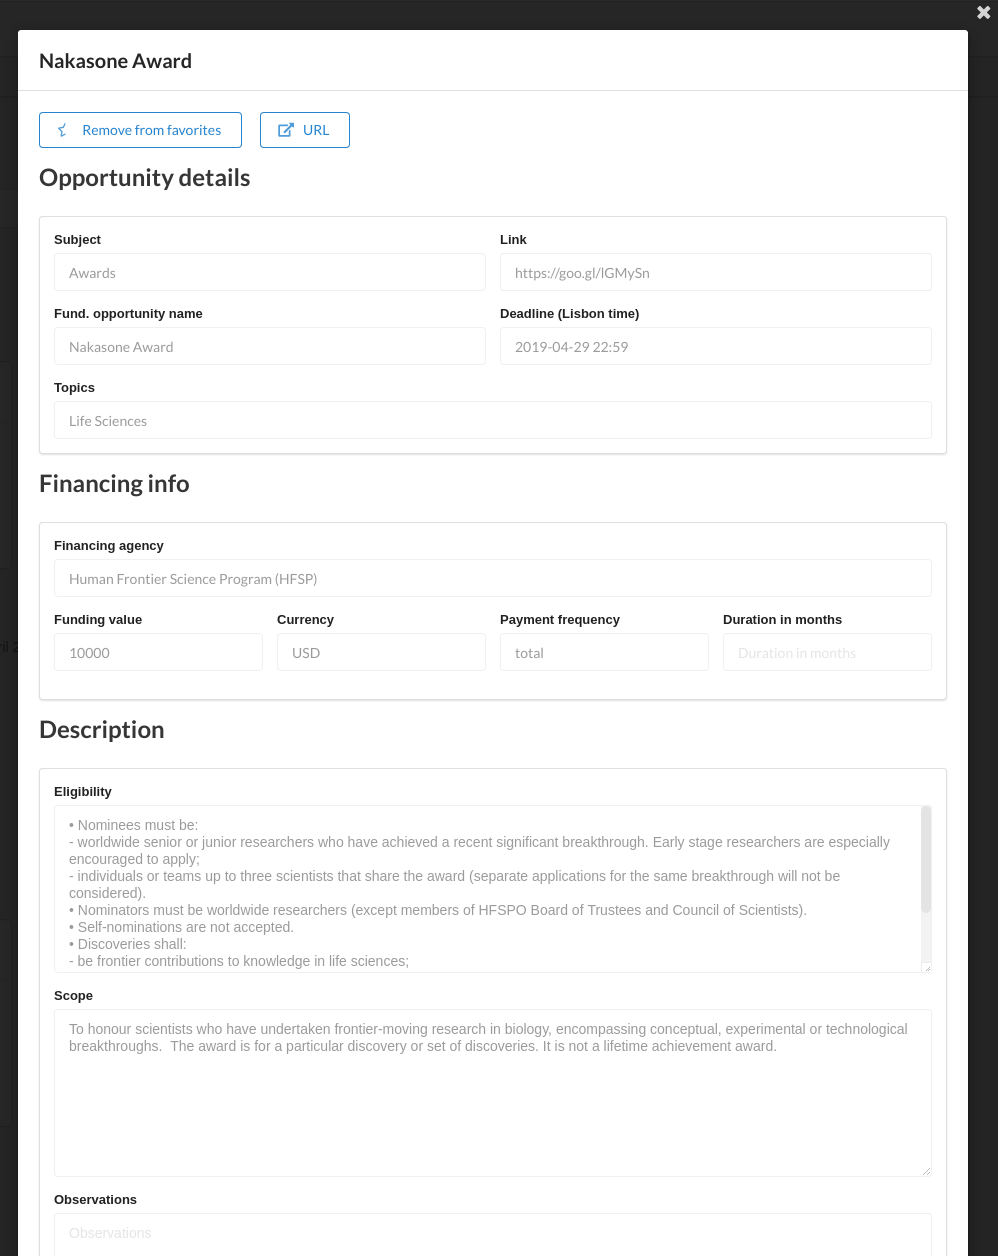 Nakasone Award
Remove from favorites
URL
Opportunity details
Subject
Link
Awards
https://goo.gl/lGMySn
Fund. opportunity name
Deadline (Lisbon time)
Nakasone Award
2019-04-29 22:59
Topics
Life Sciences
Financing info
Financing agency
Human Frontier Science Program (HFSP)
Funding value
Currency
Payment frequency
Duration in months
10000
USD
total
Duration in months
Description
Eligibility
• Nominees must be:
- worldwide senior or junior researchers who have achieved a recent significant breakthrough. Early stage researchers are especially
encouraged to apply;
- individuals or teams up to three scientists that share the award (separate applications for the same breakthrough will not be
considered).
• Nominators must be worldwide researchers (except members of HFSPO Board of Trustees and Council of Scientists).
• Self-nominations are not accepted.
• Discoveries shall:
- be frontier contributions to knowledge in life sciences;
Scope
To honour scientists who have undertaken frontier-moving research in biology, encompassing conceptual, experimental or technological
breakthroughs.  The award is for a particular discovery or set of discoveries. It is not a lifetime achievement award.
Observations
Observations